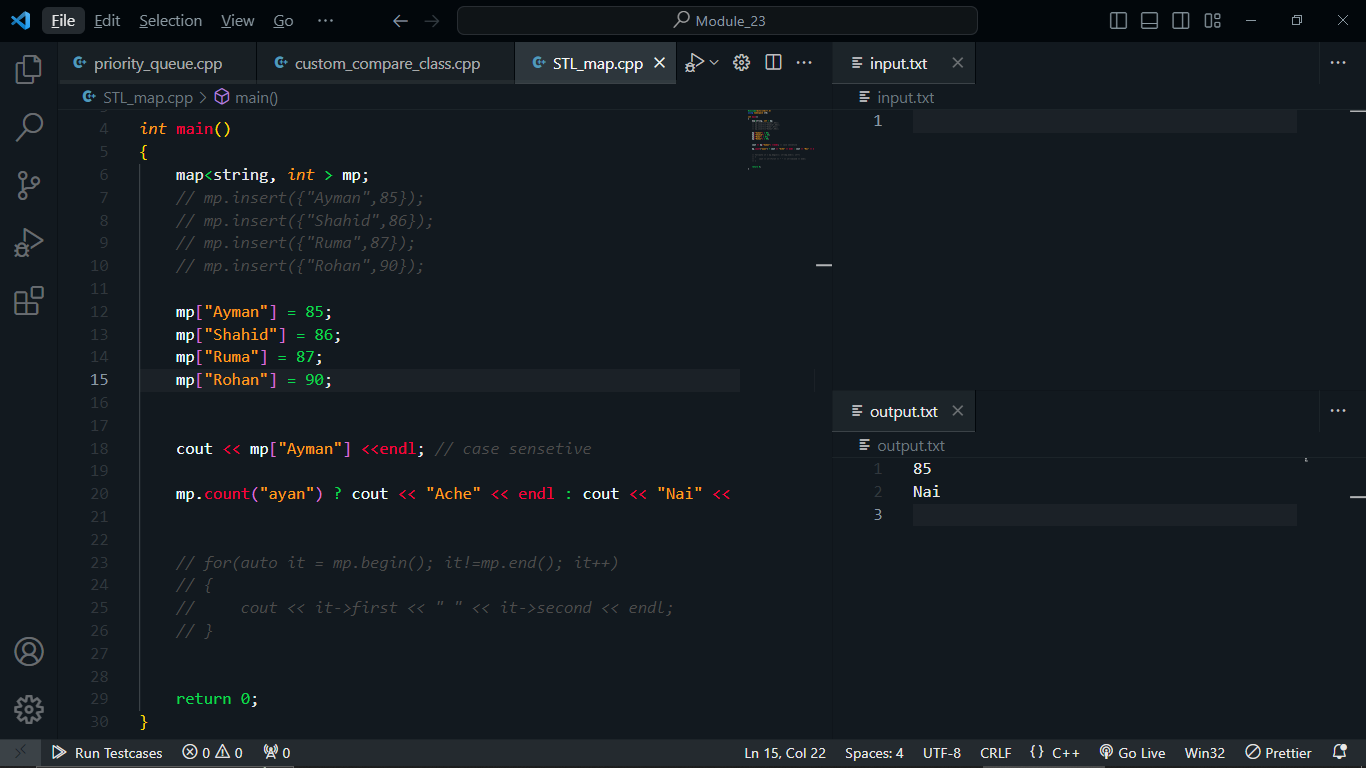 File Edit Selection View Go ··· Module_23
priority_queue.cpp custom_compare_class.cpp STL_map.cpp
STL_map.cpp > main()
4 int main()
5 {
6 map<string, int > mp;
7 // mp.insert({"Ayman",85});
8 // mp.insert({"Shahid",86});
9 // mp.insert({"Ruma",87});
10 // mp.insert({"Rohan",90});
11
12 mp["Ayman"] = 85;
13 mp["Shahid"] = 86;
14 mp["Ruma"] = 87;
15 mp["Rohan"] = 90;
16
17
18 cout << mp["Ayman"] <<endl; // case sensetive
19
20 mp.count("ayan") ? cout << "Ache" << endl : cout << "Nai" <<
21
22
23 // for(auto it = mp.begin(); it!=mp.end(); it++)
24 // {
25 // cout << it->first << " " << it->second << endl;
26 // }
27
28
29 return 0;
30 }
input.txt
input.txt
1
output.txt
output.txt
1 85
2 Nai
3
Run Testcases 0 0 0 Ln 15, Col 22 Spaces: 4 UTF-8 CRLF {} C++ Go Live Win32 Prettier